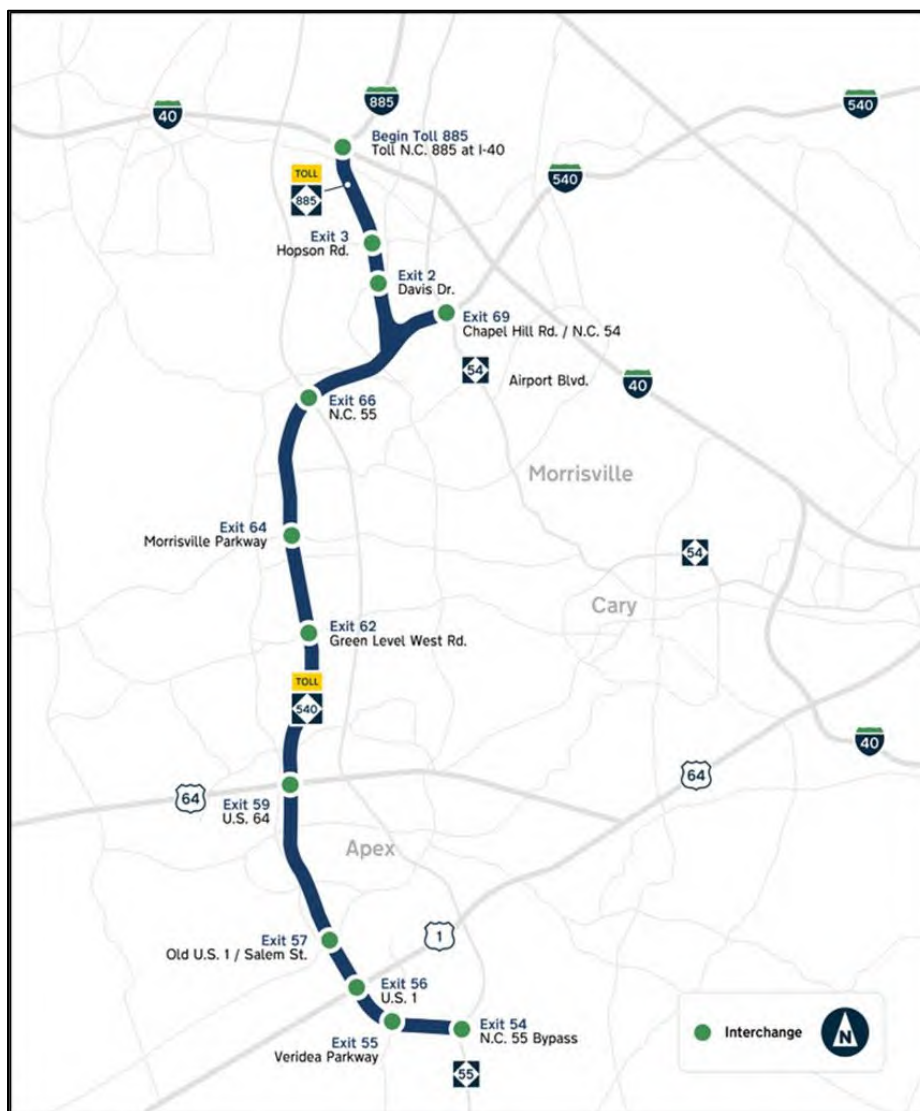 885
40
540
Begin Toll 885
Toll N.C. 885 at I-40
TOLL
885
540
Exit 3
Hopson Rd.
Exit 2
Davis Dr.
Exit 69
Chapel Hill Rd. / N.C. 54
54
Airport Blvd.
40
Exit 66
N.C. 55
Morrisville
Exit 64
Morrisville Parkway
54
Cary
Exit 62
Green Level West Rd.
TOLL
540
40
64
64
Exit 59
U.S. 64
Apex
1
Exit 57
Old U.S. 1 / Salem St.
Exit 56
U.S. 1
Exit 55
Veridea Parkway
Exit 54
N.C. 55 Bypass
55
Interchange
N